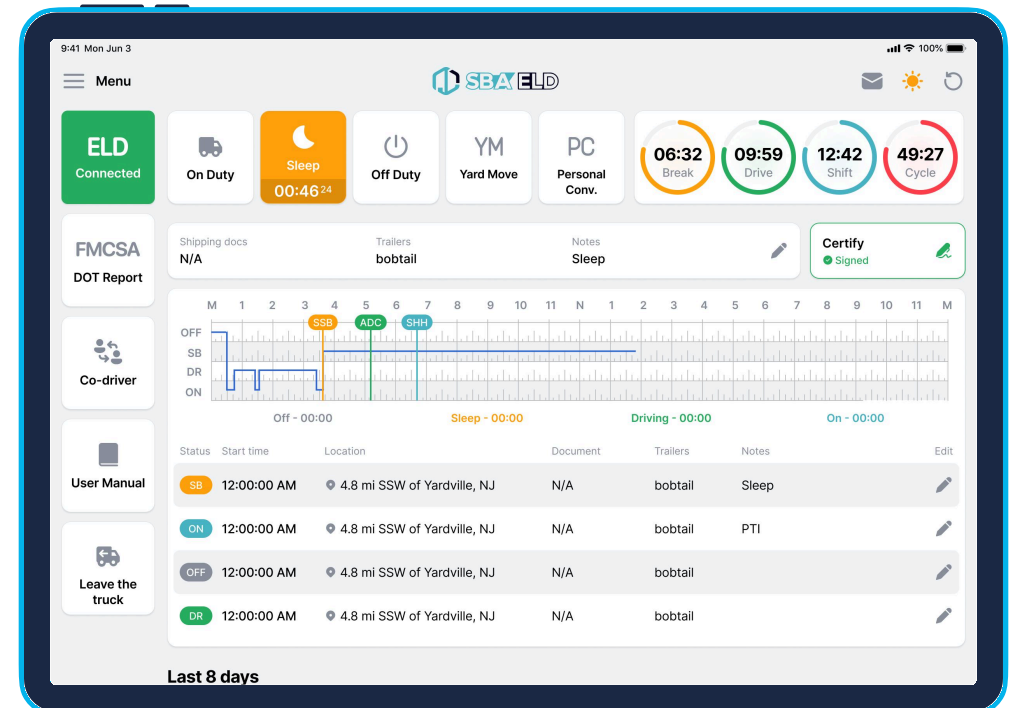 9:41 Mon Jun 3
100%
Menu
SBA ELD
ELD
Connected
On Duty
Sleep
00:46 24
Off Duty
YM
Yard Move
PC
Personal
Conv.
06:32
Break
09:59
Drive
12:42
Shift
49:27
Cycle
FMCSA
DOT Report
Co-driver
User Manual
Leave the
truck
Shipping docs
N/A
Trailers
bobtail
Notes
Sleep
Certify
Signed
M 1 2 3 4 5 6 7 8 9 10 11 N 1 2 3 4 5 6 7 8 9 10 11 M
SSB ADC SHH
OFF
SB
DR
ON
Off - 00:00 Sleep - 00:00 Driving - 00:00 On - 00:00
Status Start time Location Document Trailers Notes Edit
SB 12:00:00 AM 4.8 mi SSW of Yardville, NJ N/A bobtail Sleep
ON 12:00:00 AM 4.8 mi SSW of Yardville, NJ N/A bobtail PTI
OFF 12:00:00 AM 4.8 mi SSW of Yardville, NJ N/A bobtail
DR 12:00:00 AM 4.8 mi SSW of Yardville, NJ N/A bobtail
Last 8 days